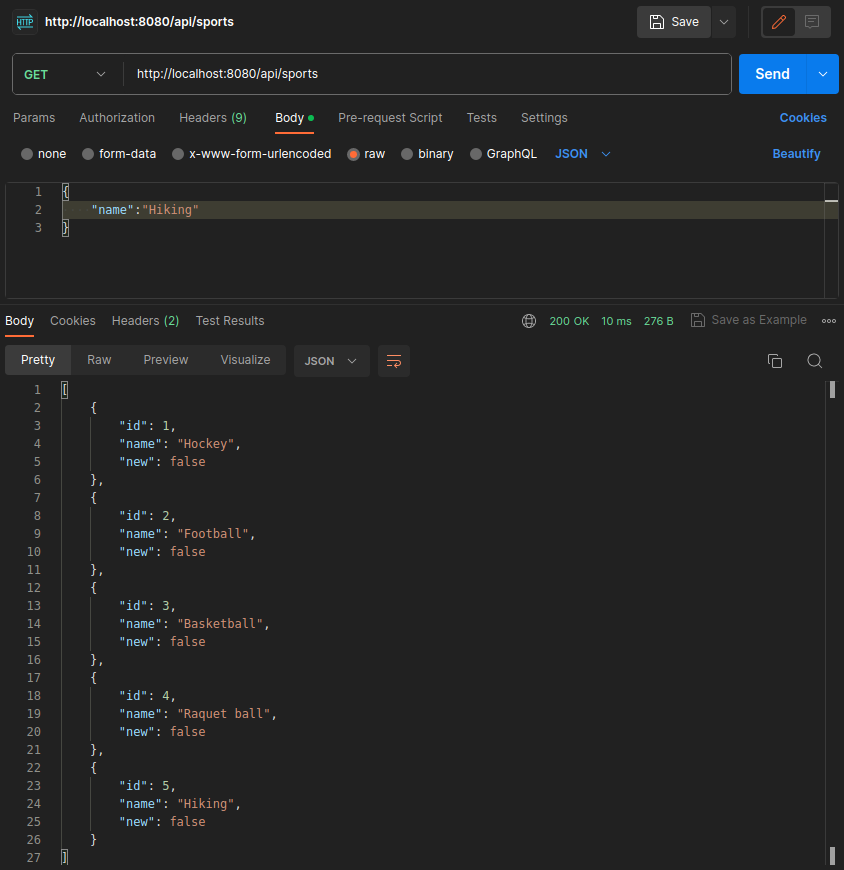 HTTP http://localhost:8080/api/sports Save
GET http://localhost:8080/api/sports Send
Params Authorization Headers (9) Body Pre-request Script Tests Settings Cookies
none form-data x-www-form-urlencoded raw binary GraphQL JSON Beautify
1 {
2 "name":"Hiking"
3 }
Body Cookies Headers (2) Test Results 200 OK 10 ms 276 B Save as Example
Pretty Raw Preview Visualize JSON
1 [
2 {
3 "id": 1,
4 "name": "Hockey",
5 "new": false
6 },
7 {
8 "id": 2,
9 "name": "Football",
10 "new": false
11 },
12 {
13 "id": 3,
14 "name": "Basketball",
15 "new": false
16 },
17 {
18 "id": 4,
19 "name": "Raquet ball",
20 "new": false
21 },
22 {
23 "id": 5,
24 "name": "Hiking",
25 "new": false
26 }
27 ]